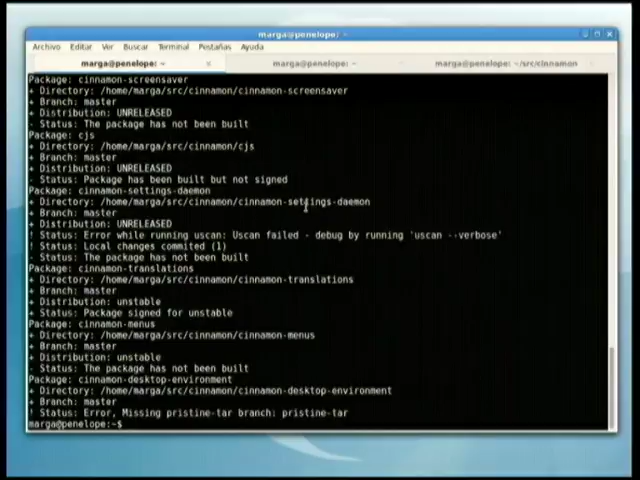 marga@penelope: ~
Archivo Editar Ver Buscar Terminal Pestañas Ayuda
marga@penelope: ~ × marga@penelope: ~ marga@penelope: ~/src/cinnamon
Package: cinnamon-screensaver
+ Directory: /home/marga/src/cinnamon/cinnamon-screensaver
+ Branch: master
+ Distribution: UNRELEASED
- Status: The package has not been built
Package: cjs
+ Directory: /home/marga/src/cinnamon/cjs
+ Branch: master
+ Distribution: UNRELEASED
- Status: Package has been built but not signed
Package: cinnamon-settings-daemon
+ Directory: /home/marga/src/cinnamon/cinnamon-settings-daemon
+ Branch: master
+ Distribution: UNRELEASED
! Status: Error while running uscan: Uscan failed - debug by running 'uscan --verbose'
! Status: Local changes commited (1)
- Status: The package has not been built
Package: cinnamon-translations
+ Directory: /home/marga/src/cinnamon/cinnamon-translations
+ Branch: master
+ Distribution: unstable
+ Status: Package signed for unstable
Package: cinnamon-menus
+ Directory: /home/marga/src/cinnamon/cinnamon-menus
+ Branch: master
+ Distribution: unstable
- Status: The package has not been built
Package: cinnamon-desktop-environment
+ Directory: /home/marga/src/cinnamon/cinnamon-desktop-environment
+ Branch: master
! Status: Error, Missing pristine-tar branch: pristine-tar
marga@penelope:~$